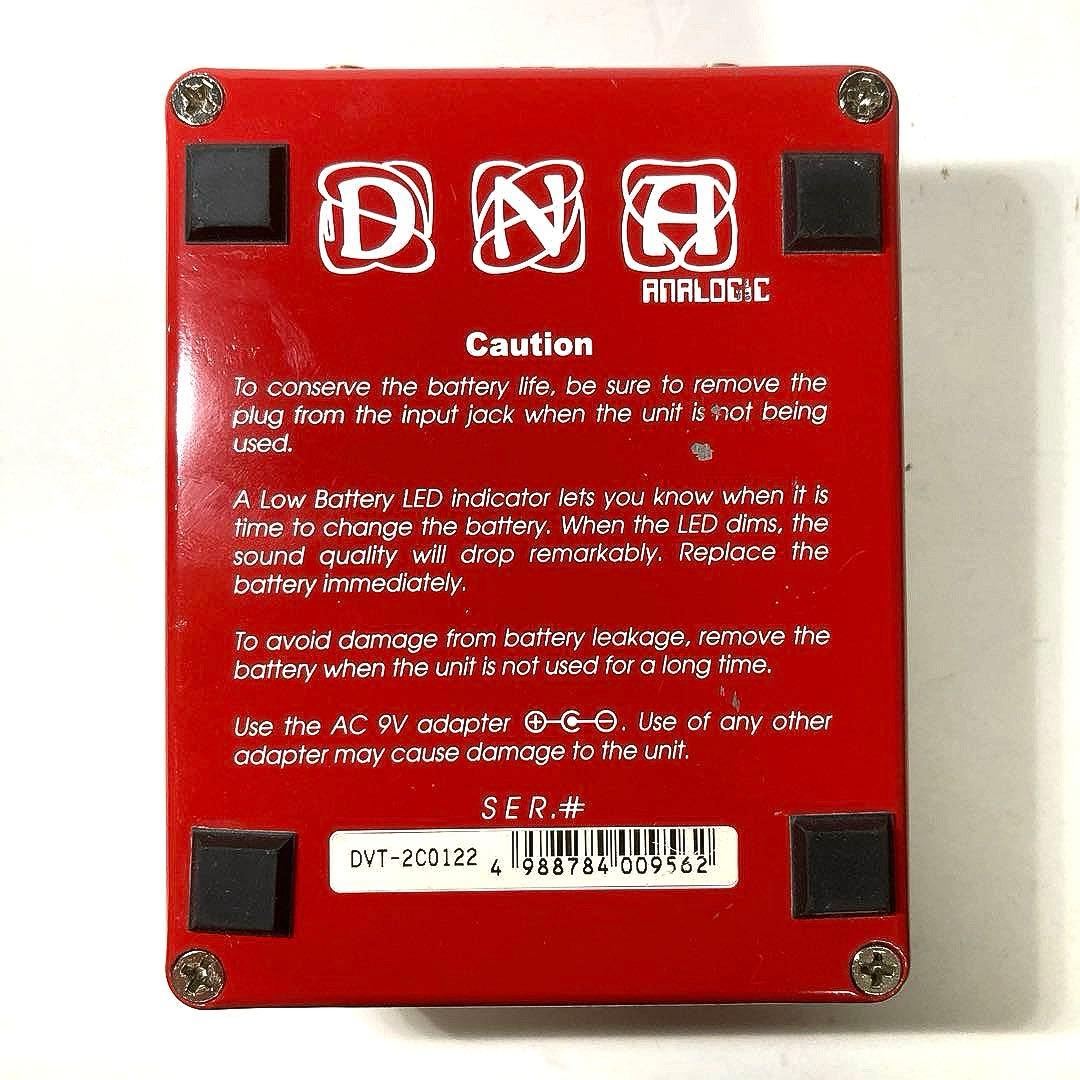 DNA
ANALOGIC
Caution
To conserve the battery life, be sure to remove the
plug from the input jack when the unit is not being
used.
A Low Battery LED indicator lets you know when it is
time to change the battery. When the LED dims, the
sound quality will drop remarkably. Replace the
battery immediately.
To avoid damage from battery leakage, remove the
battery when the unit is not used for a long time.
Use the AC 9V adapter ⊕-C-⊖. Use of any other
adapter may cause damage to the unit.
SER.#
DVT-2C0122 4 988784 009562